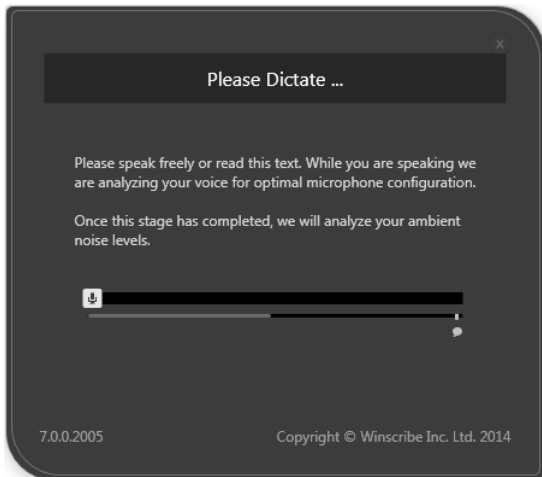 x
Please Dictate ...
Please speak freely or read this text. While you are speaking we
are analyzing your voice for optimal microphone configuration.
Once this stage has completed, we will analyze your ambient
noise levels.
7.0.0.2005 Copyright © Winscribe Inc. Ltd. 2014